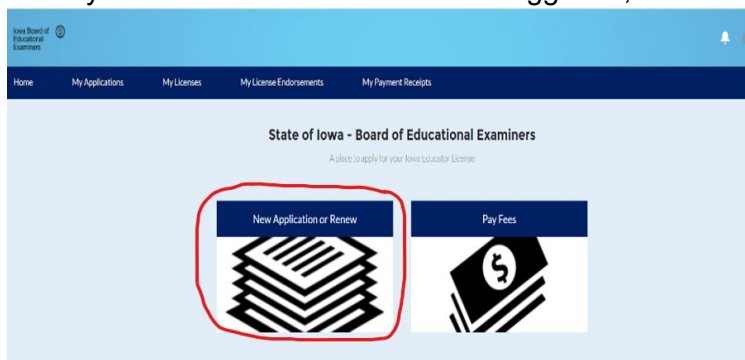 Iowa Board of
Educational
Examiners
Home My Applications My Licenses My License Endorsements My Payment Receipts
State of Iowa - Board of Educational Examiners
A place to apply for your Iowa Educator License
New Application or Renew Pay Fees
$